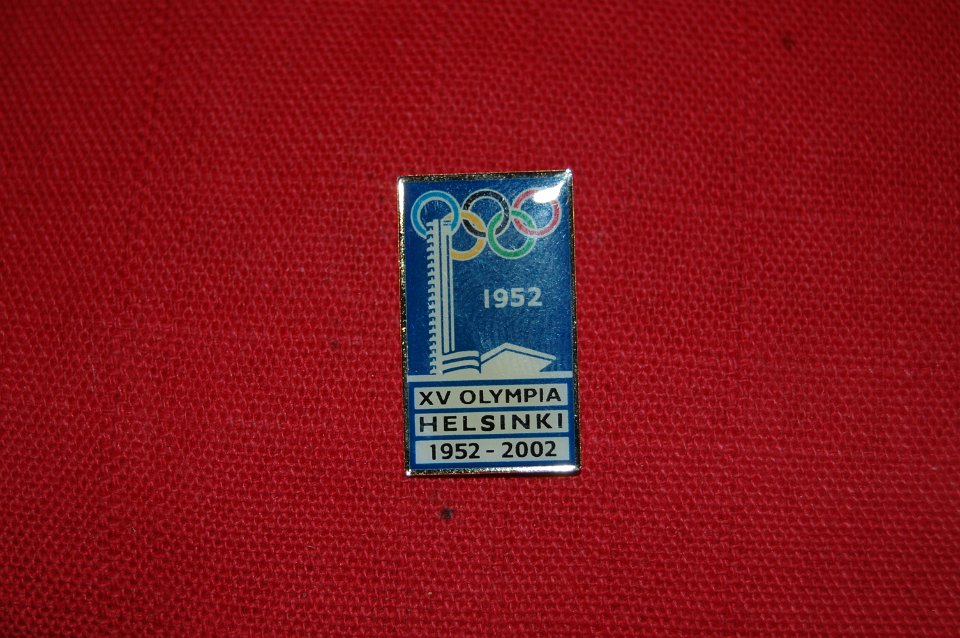 1952
XV OLYMPIA
HELSINKI
1952 - 2002